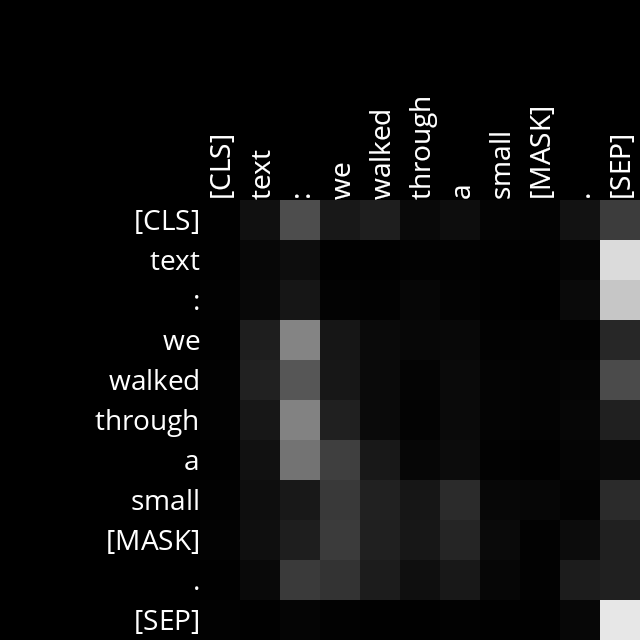 [CLS] text : we walked through a small [MASK] . [SEP]
[CLS]
text
:
we
walked
through
a
small
[MASK]
.
[SEP]